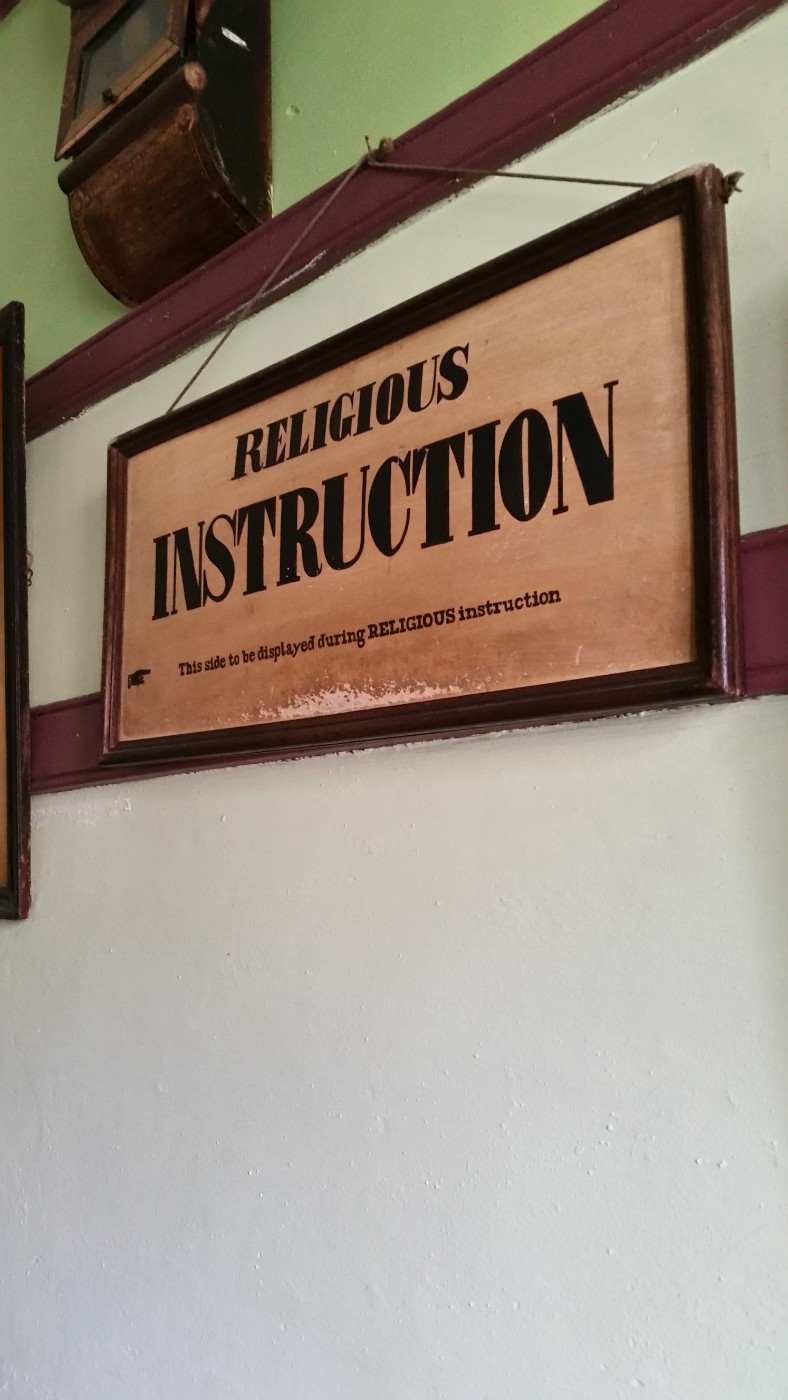 RELIGIOUS
INSTRUCTION
This side to be displayed during RELIGIOUS instruction